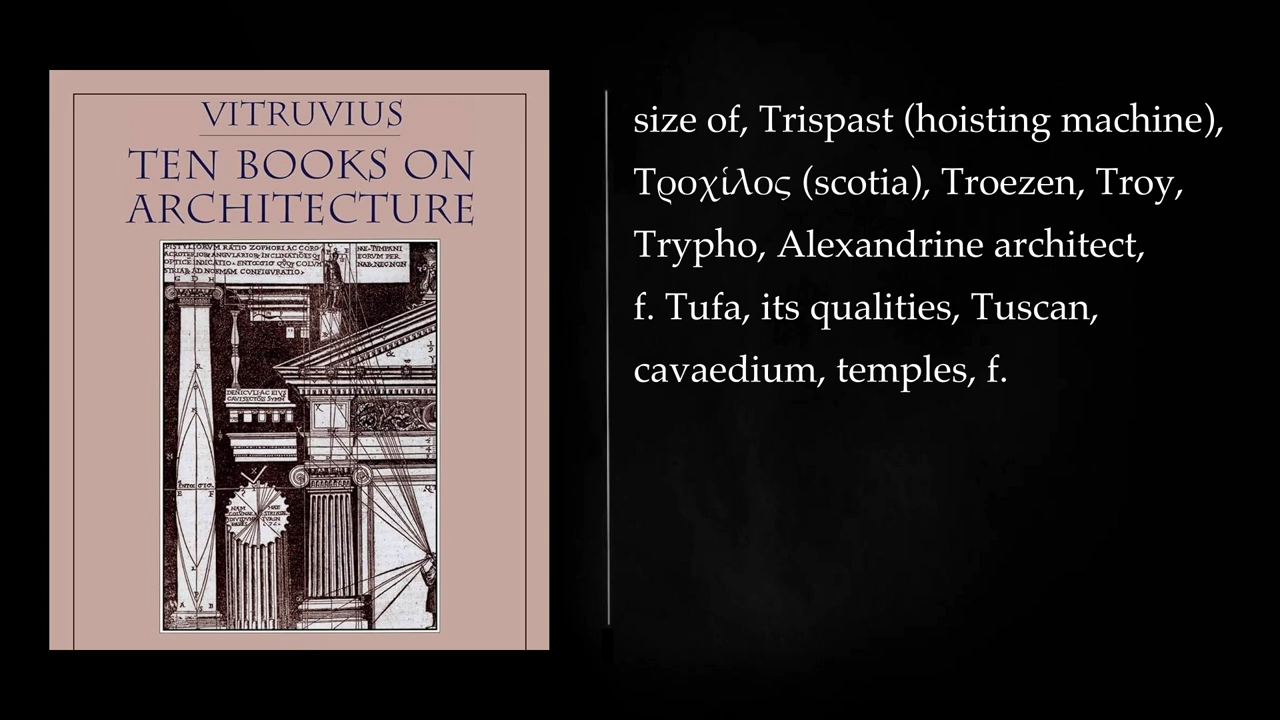 VITRUVIUS
TEN BOOKS ON
ARCHITECTURE
size of, Trispast (hoisting machine),
Τροχίλος (scotia), Troezen, Troy,
Trypho, Alexandrine architect,
f. Tufa, its qualities, Tuscan,
cavaedium, temples, f.